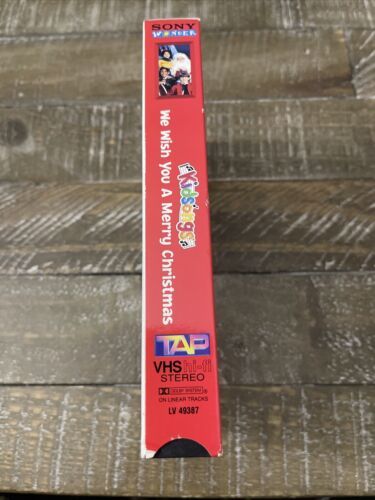 SONY
WONDER
Kidsongs
We Wish You A Merry Christmas
TAP
VHS hi-fi
STEREO
DOLBY SYSTEM®
ON LINEAR TRACKS
LV 49387